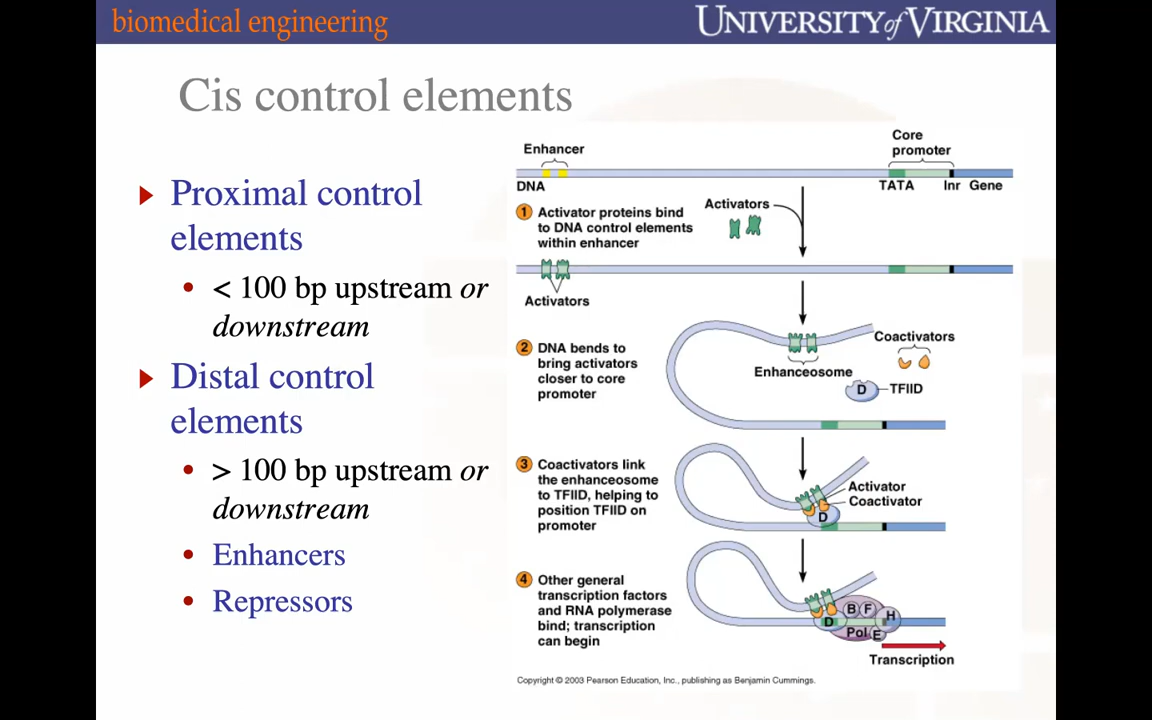 biomedical engineering
UNIVERSITY of VIRGINIA
Cis control elements
Proximal control
elements
• < 100 bp upstream or
downstream
Distal control
elements
• > 100 bp upstream or
downstream
• Enhancers
• Repressors
Enhancer
Core
promoter
DNA
TATA
Inr
Gene
1 Activator proteins bind
to DNA control elements
within enhancer
Activators
Activators
2 DNA bends to
bring activators
closer to core
promoter
Coactivators
Enhanceosome
D
TFIID
3 Coactivators link
the enhanceosome
to TFIID, helping to
position TFIID on
promoter
Activator
Coactivator
D
4 Other general
transcription factors
and RNA polymerase
bind; transcription
can begin
B F
H
D
Pol E
Transcription
Copyright © 2003 Pearson Education, Inc., publishing as Benjamin Cummings.